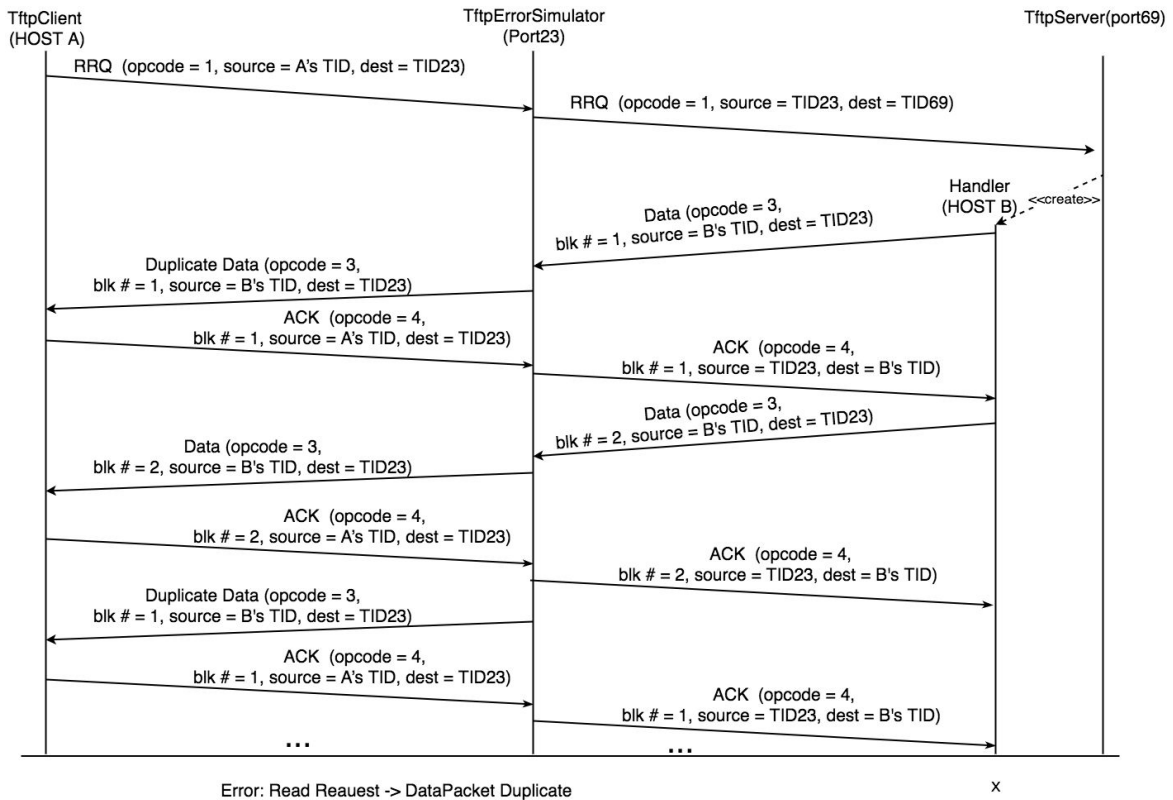 TftpClient
(HOST A)
TftpErrorSimulator
(Port23)
TftpServer(port69)
RRQ (opcode = 1, source = A's TID, dest = TID23)
RRQ (opcode = 1, source = TID23, dest = TID69)
Handler
(HOST B)
<<create>>
Data (opcode = 3,
blk # = 1, source = B's TID, dest = TID23)
Duplicate Data (opcode = 3,
blk # = 1, source = B's TID, dest = TID23)
ACK (opcode = 4,
blk # = 1, source = A's TID, dest = TID23)
ACK (opcode = 4,
blk # = 1, source = TID23, dest = B's TID)
Data (opcode = 3,
blk # = 2, source = B's TID, dest = TID23)
Data (opcode = 3,
blk # = 2, source = B's TID, dest = TID23)
ACK (opcode = 4,
blk # = 2, source = A's TID, dest = TID23)
ACK (opcode = 4,
blk # = 2, source = TID23, dest = B's TID)
Duplicate Data (opcode = 3,
blk # = 1, source = B's TID, dest = TID23)
ACK (opcode = 4,
blk # = 1, source = A's TID, dest = TID23)
ACK (opcode = 4,
blk # = 1, source = TID23, dest = B's TID)
...
...
Error: Read Reauest -> DataPacket Duplicate
x